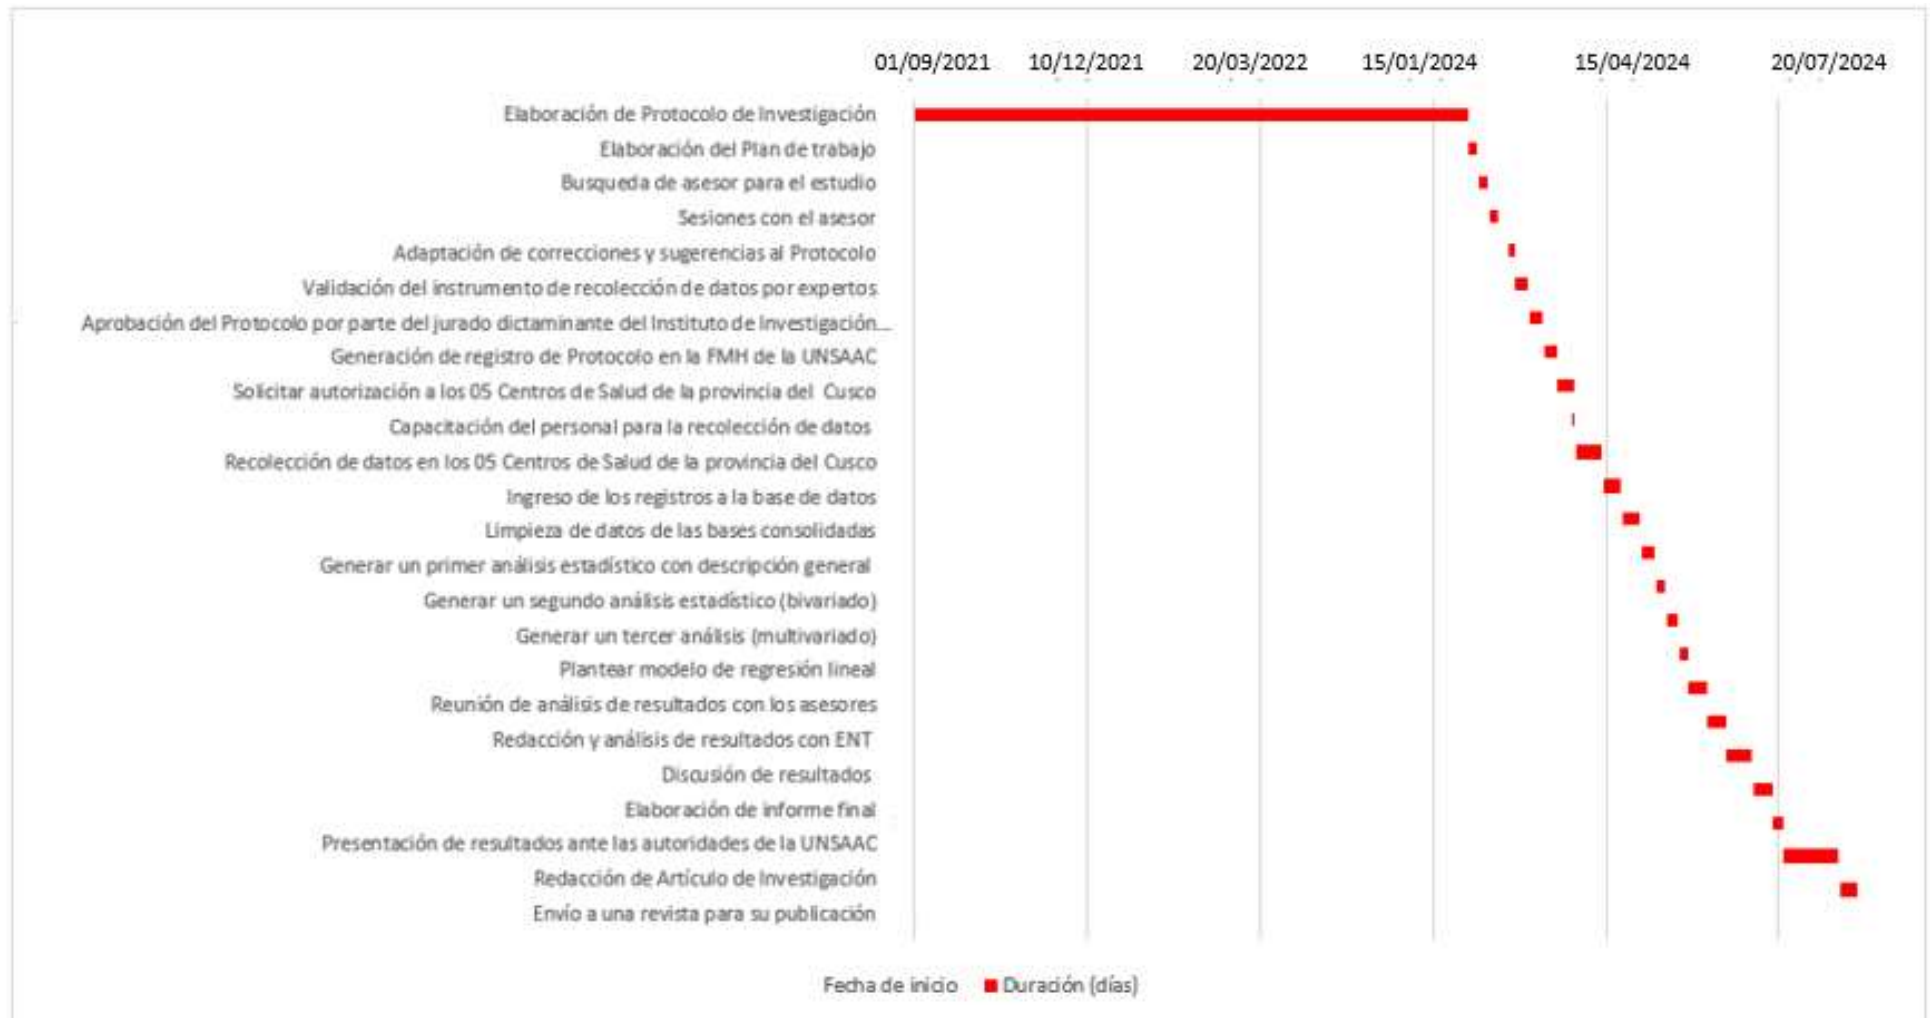 01/09/2021 10/12/2021 20/03/2022 15/01/2024 15/04/2024 20/07/2024
Elaboración de Protocolo de Investigación
Elaboración del Plan de trabajo
Busqueda de asesor para el estudio
Sesiones con el asesor
Adaptación de correcciones y sugerencias al Protocolo
Validación del instrumento de recolección de datos por expertos
Aprobación del Protocolo por parte del jurado dictaminante del Instituto de Investigación...
Generación de registro de Protocolo en la FMH de la UNSAAC
Solicitar autorización a los 05 Centros de Salud de la provincia del Cusco
Capacitación del personal para la recolección de datos
Recolección de datos en los 05 Centros de Salud de la provincia del Cusco
Ingreso de los registros a la base de datos
Limpieza de datos de las bases consolidadas
Generar un primer análisis estadístico con descripción general
Generar un segundo análisis estadístico (bivariado)
Generar un tercer análisis (multivariado)
Plantear modelo de regresión lineal
Reunión de análisis de resultados con los asesores
Redacción y análisis de resultados con ENT
Discusión de resultados
Elaboración de informe final
Presentación de resultados ante las autoridades de la UNSAAC
Redacción de Artículo de Investigación
Envío a una revista para su publicación
Fecha de inicio Duración (días)